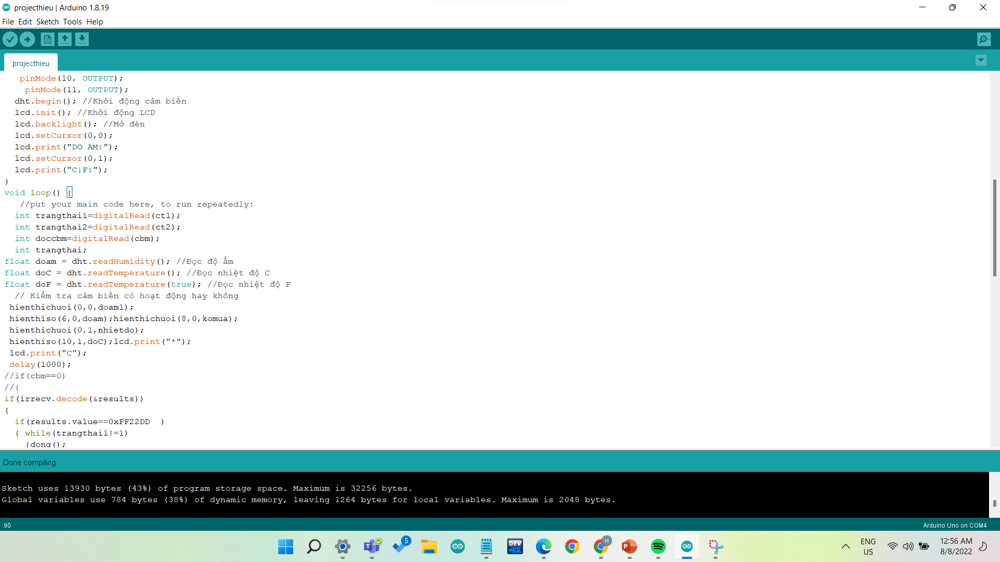 projecthieu | Arduino 1.8.19
File Edit Sketch Tools Help
projecthieu
pinMode(10, OUTPUT);
pinMode(11, OUTPUT);
dht.begin(); //Khởi động cảm biến
lcd.init(); //Khởi động LCD
lcd.backlight(); //Mở đèn
lcd.setCursor(0,0);
lcd.print("DO AM:");
lcd.setCursor(0,1);
lcd.print("C|F:");
}
void loop() {
//put your main code here, to run repeatedly:
int trangthai1=digitalRead(ct1);
int trangthai2=digitalRead(ct2);
int doccbm=digitalRead(cbm);
int trangthai;
float doam = dht.readHumidity(); //Đọc độ ẩm
float doC = dht.readTemperature(); //Đọc nhiệt độ C
float doF = dht.readTemperature(true); //Đọc nhiệt độ F
// Kiểm tra cảm biến có hoạt động hay không
hienthichuoi(0,0,doam1);
hienthiso(6,0,doam);hienthichuoi(8,0,komua);
hienthichuoi(0,1,nhietdo);
hienthiso(10,1,doC);lcd.print("*");
lcd.print("C");
delay(1000);
//if(cbm==0)
//{
if(irrecv.decode(&results))
{
if(results.value==0xFF22DD  )
{ while(trangthai1!=1)
{dong();
Done compiling.
Sketch uses 13930 bytes (43%) of program storage space. Maximum is 32256 bytes.
Global variables use 784 bytes (38%) of dynamic memory, leaving 1264 bytes for local variables. Maximum is 2048 bytes.
90
Arduino Uno on COM4
5
DEV
C++
H
ENG
US
12:56 AM
8/8/2022